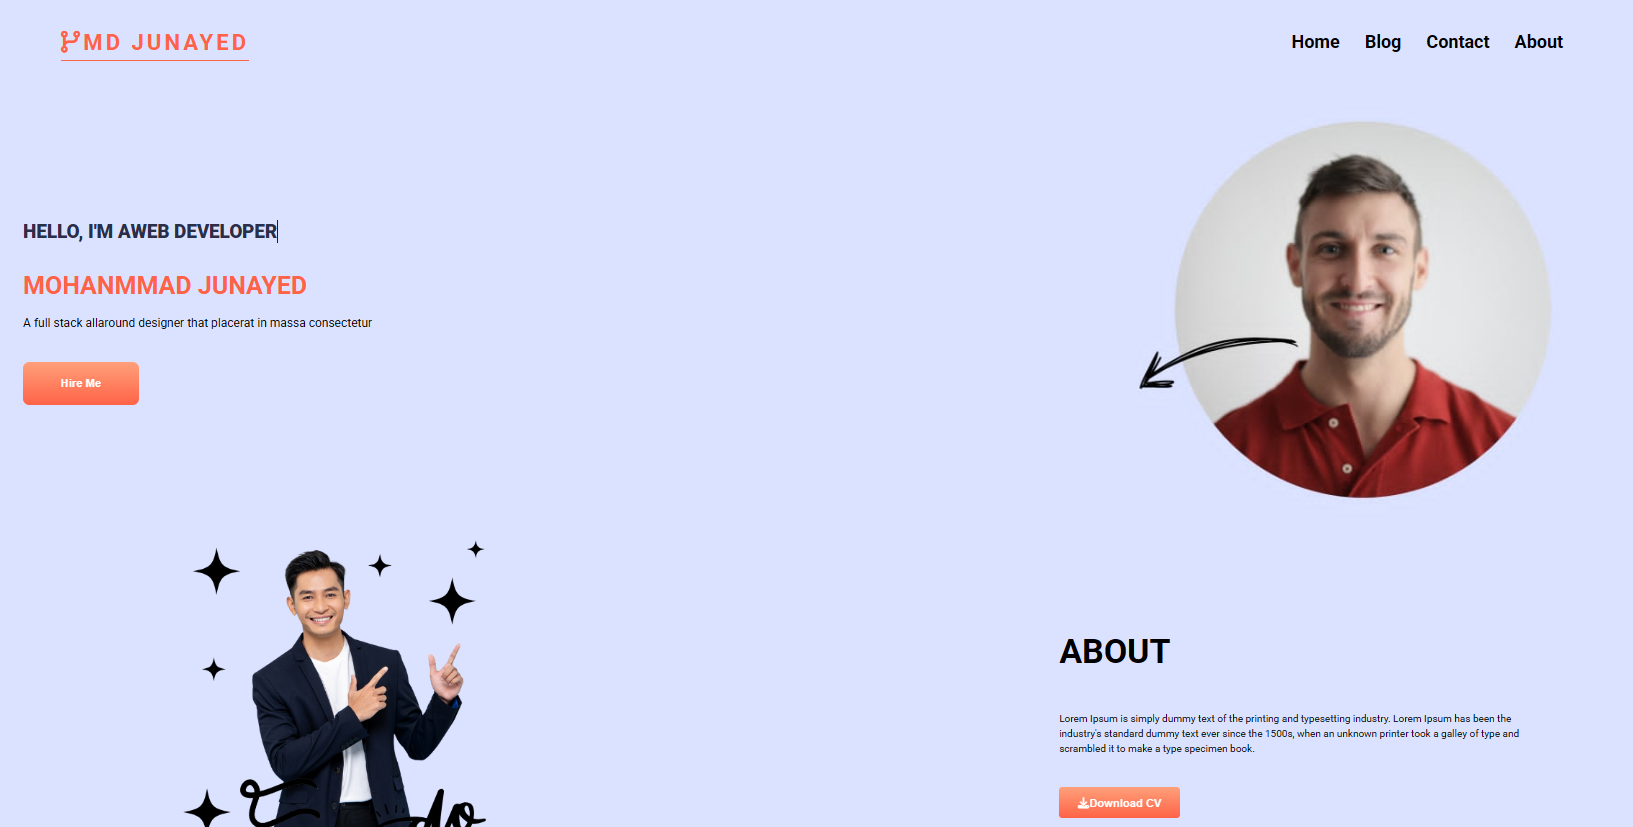 MD JUNAYED
Home Blog Contact About
HELLO, I'M AWEB DEVELOPER
MOHANMMAD JUNAYED
A full stack allaround designer that placerat in massa consectetur
Hire Me
ABOUT
Lorem Ipsum is simply dummy text of the printing and typesetting industry. Lorem Ipsum has been the
industry's standard dummy text ever since the 1500s, when an unknown printer took a galley of type and
scrambled it to make a type specimen book.
Download CV